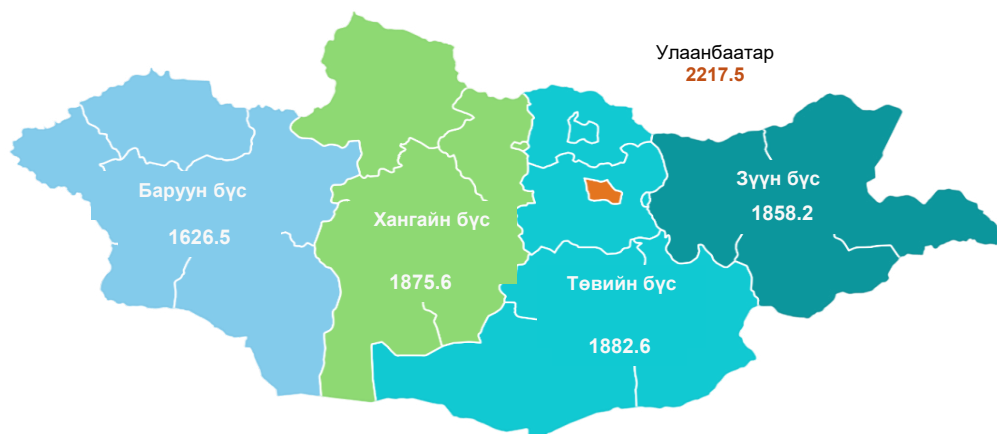 Улаанбаатар
2217.5
Баруун бүс
1626.5
Хангайн бүс
1875.6
Төвийн бүс
1882.6
Зүүн бүс
1858.2